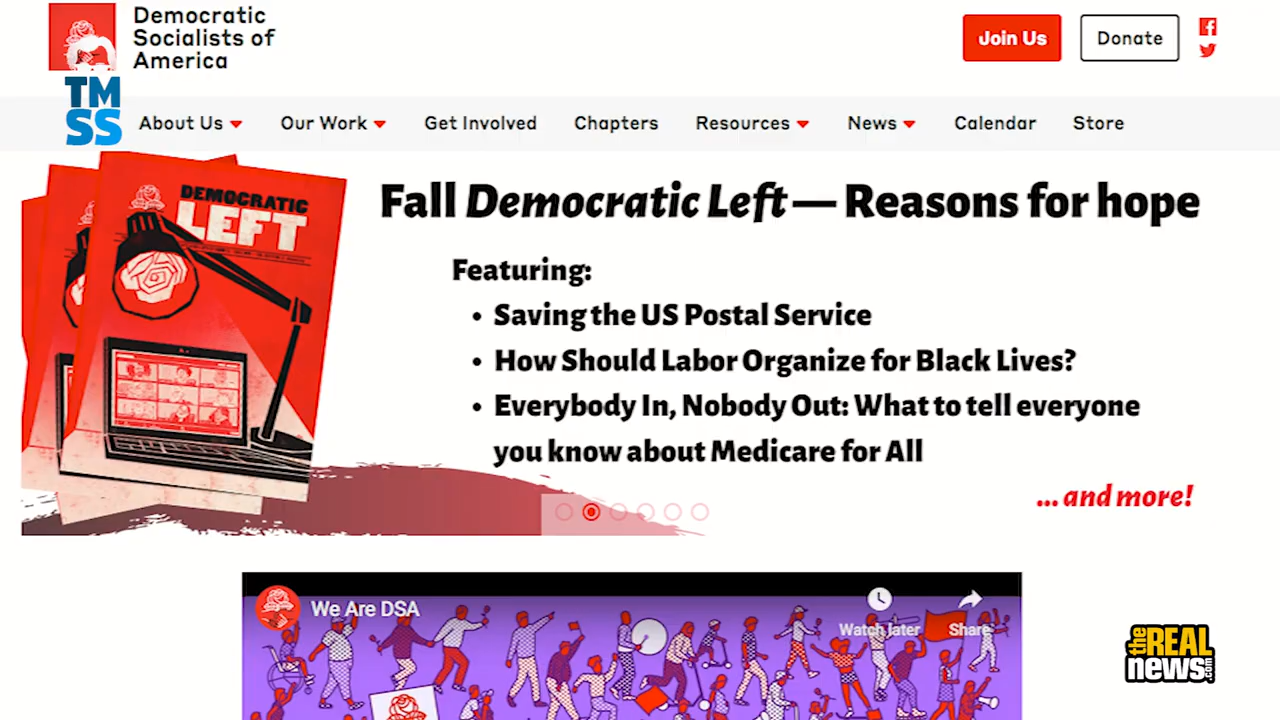 Democratic
Socialists of
America
Join Us
Donate
TM
SS
About Us
Our Work
Get Involved
Chapters
Resources
News
Calendar
Store
DEMOCRATIC
LEFT
Fall Democratic Left — Reasons for hope
Featuring:
• Saving the US Postal Service
• How Should Labor Organize for Black Lives?
• Everybody In, Nobody Out: What to tell everyone
you know about Medicare for All
... and more!
We Are DSA
Watch later
Share
the REAL
news.com